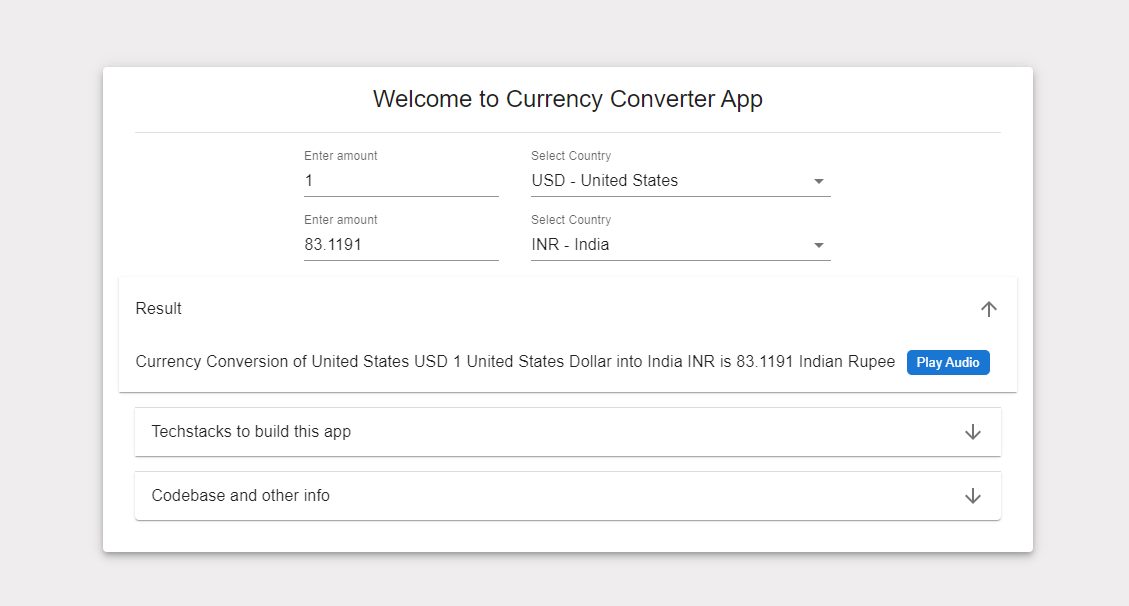 Welcome to Currency Converter App
Enter amount
Select Country
1
USD - United States
Enter amount
Select Country
83.1191
INR - India
Result
Currency Conversion of United States USD 1 United States Dollar into India INR is 83.1191 Indian Rupee
Play Audio
Techstacks to build this app
Codebase and other info